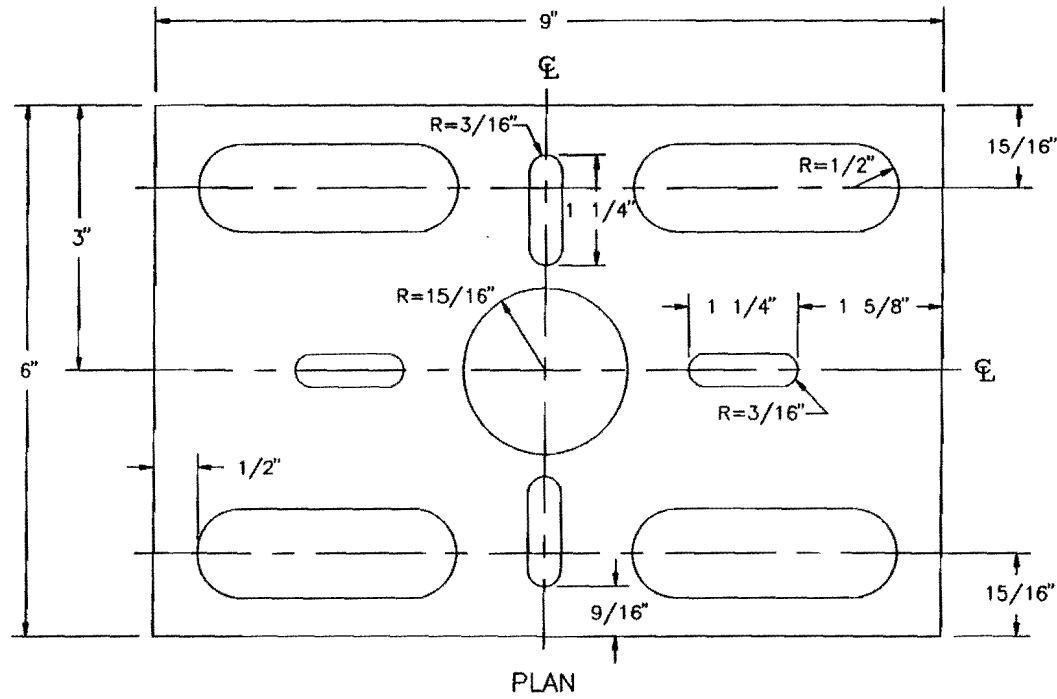 9"
℄
R=3/16"
15/16"
R=1/2"
1 1/4"
3"
R=15/16"
1 1/4"
1 5/8"
6"
℄
R=3/16"
1/2"
9/16"
15/16"
PLAN